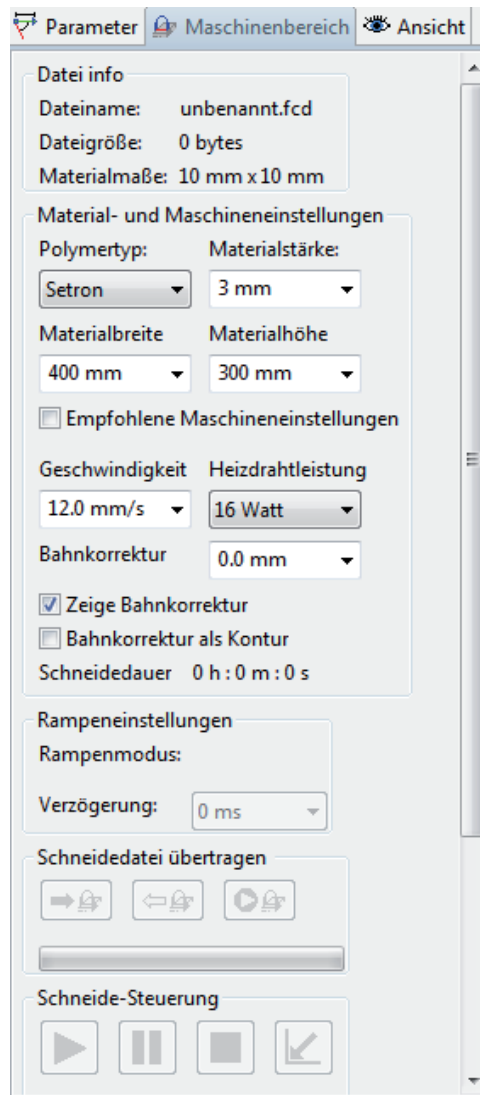 Parameter Maschinenbereich Ansicht
Datei info
Dateiname: unbenannt.fcd
Dateigröße: 0 bytes
Materialmaße: 10 mm x 10 mm
Material- und Maschineneinstellungen
Polymertyp: Materialstärke:
Setron 3 mm
Materialbreite Materialhöhe
400 mm 300 mm
Empfohlene Maschineneinstellungen
Geschwindigkeit Heizdrahtleistung
12.0 mm/s 16 Watt
Bahnkorrektur 0.0 mm
Zeige Bahnkorrektur
Bahnkorrektur als Kontur
Schneidedauer 0 h : 0 m : 0 s
Rampeneinstellungen
Rampenmodus:
Verzögerung: 0 ms
Schneidedatei übertragen
Schneide-Steuerung